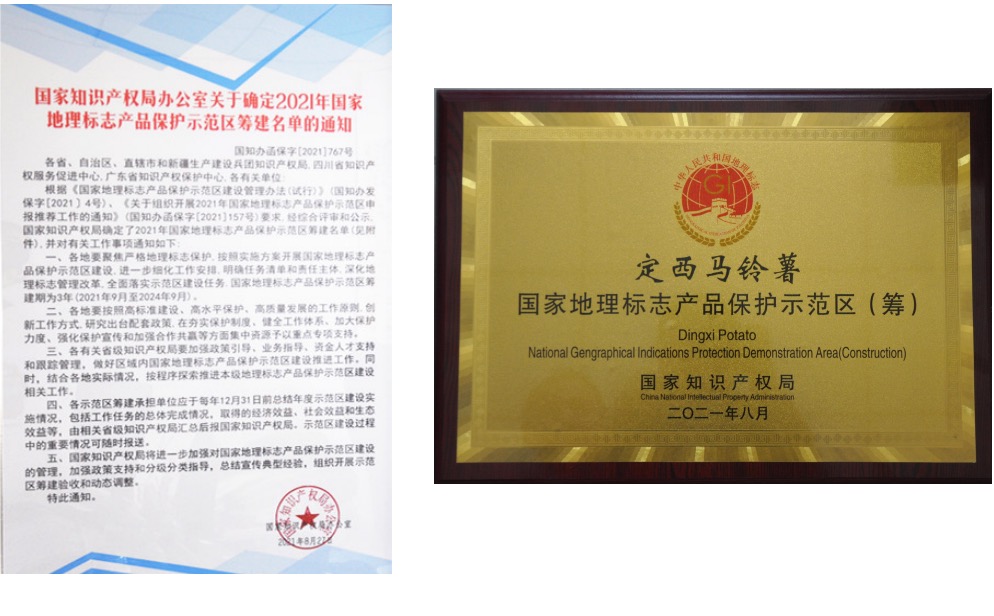 国家知识产权局办公室关于确定2021年国家
地理标志产品保护示范区筹建名单的通知
国知办函保字[2021]767号
各省、自治区、直辖市和新疆生产建设兵团知识产权局,四川省知识产
权服务促进中心,广东省知识产权保护中心,各有关单位:
根据《国家地理标志产品保护示范区建设管理办法(试行)》(国知办发
保字[2021]4号)、《关于组织开展2021年国家地理标志产品保护示范区申
报推荐工作的通知》(国知办函保字[2021]157号)要求,经综合评审和公示,
国家知识产权局确定了2021年国家地理标志产品保护示范区筹建名单(见附
件),并对有关工作事项通知如下:
一、各地要聚焦严格地理标志保护,按照实施方案开展国家地理标志产
品保护示范区建设,进一步细化工作安排,明确任务清单和责任主体,深化地
理标志管理改革,全面落实示范区建设任务,国家地理标志产品保护示范区筹
建期为3年(2021年9月至2024年9月)。
二、各地要按照高标准建设、高水平保护、高质量发展的工作原则,创
新工作方式,研究出台配套政策,在夯实保护制度、健全工作体系、加大保护
力度、强化保护宣传和加强合作共赢等方面集中资源予以重点专项支持。
三、各有关省级知识产权局要加强政策引导、业务指导、资金人才支持
和跟踪管理,做好区域内国家地理标志产品保护示范区建设推进工作。同
时,结合各地实际情况,按程序探索推进本级地理标志产品保护示范区建设
相关工作。
四、各示范区筹建承担单位应于每年12月31日前总结年度示范区建设实
施情况,包括工作任务的总体完成情况,取得的经济效益、社会效益和生态
效益等,由相关省级知识产权局汇总后报国家知识产权局、示范区建设过程
中的重要情况可随时报送。
五、国家知识产权局将进一步加强对国家地理标志产品保护示范区建设
的管理,加强政策支持和分级分类指导,总结宣传典型经验,组织开展示范
区筹建验收和动态调整。
特此通知。
国家知识产权局办公室
2021年8月27日
中华人民共和国地理标志
GI
定西马铃薯
国家地理标志产品保护示范区(筹)
Dingxi Potato
National Gengraphical Indications Protection Demonstration Area(Construction)
国家知识产权局
China National Intellectual Property Administration
二〇二一年八月